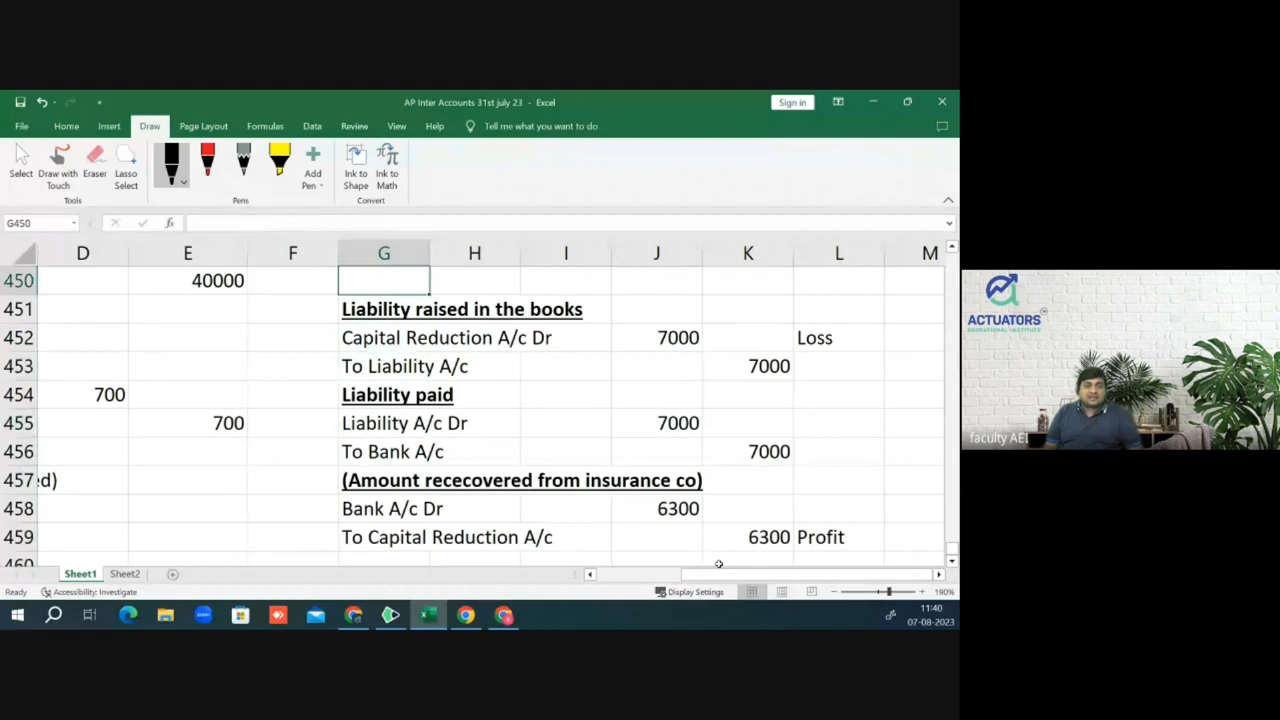 AP Inter Accounts 31st july 23 - Excel
Sign in
File Home Insert Draw Page Layout Formulas Data Review View Help Tell me what you want to do
Select Draw with Touch Eraser Lasso Select Add Pen Ink to Shape Ink to Math
Tools Pens Convert
G450 fx
D E F G H I J K L M
450 40000
451 Liability raised in the books
452 Capital Reduction A/c Dr 7000 Loss
453 To Liability A/c 7000
454 700 Liability paid
455 700 Liability A/c Dr 7000
456 To Bank A/c 7000
457 :d) (Amount rececovered from insurance co)
458 Bank A/c Dr 6300
459 To Capital Reduction A/c 6300 Profit
460
Sheet1 Sheet2
Ready Accessibility: Investigate Display Settings 190%
11:40
07-08-2023
ACTUATORS
EDUCATIONAL INSTITUTE
faculty AEI